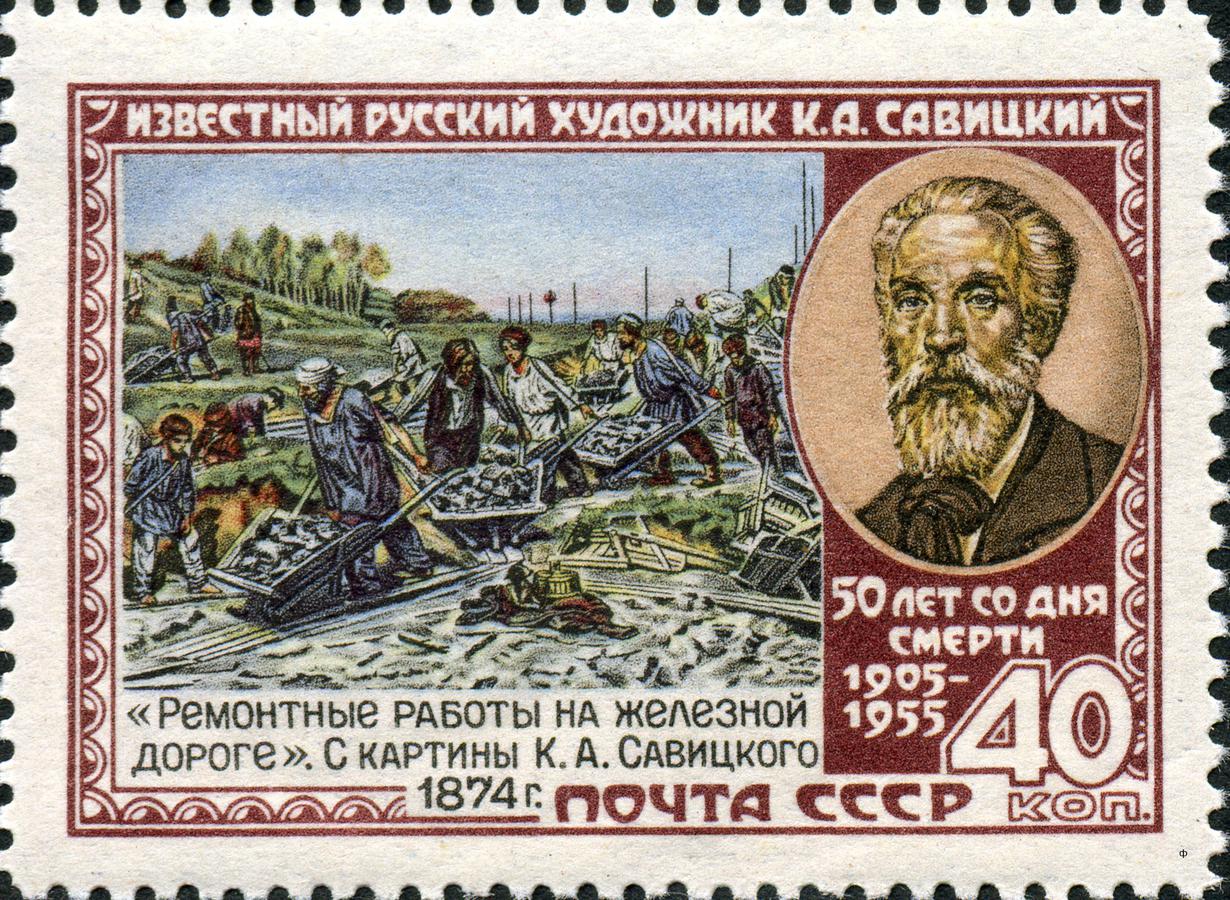 ИЗВЕСТНЫЙ РУССКИЙ ХУДОЖНИК К.А. САВИЦКИЙ
50 ЛЕТ СО ДНЯ
СМЕРТИ
1905-
1955
«РЕМОНТНЫЕ РАБОТЫ НА ЖЕЛЕЗНОЙ
ДОРОГЕ». С КАРТИНЫ К. А. САВИЦКОГО
1874 г.
ПОЧТА СССР
40
КОП.
Ф